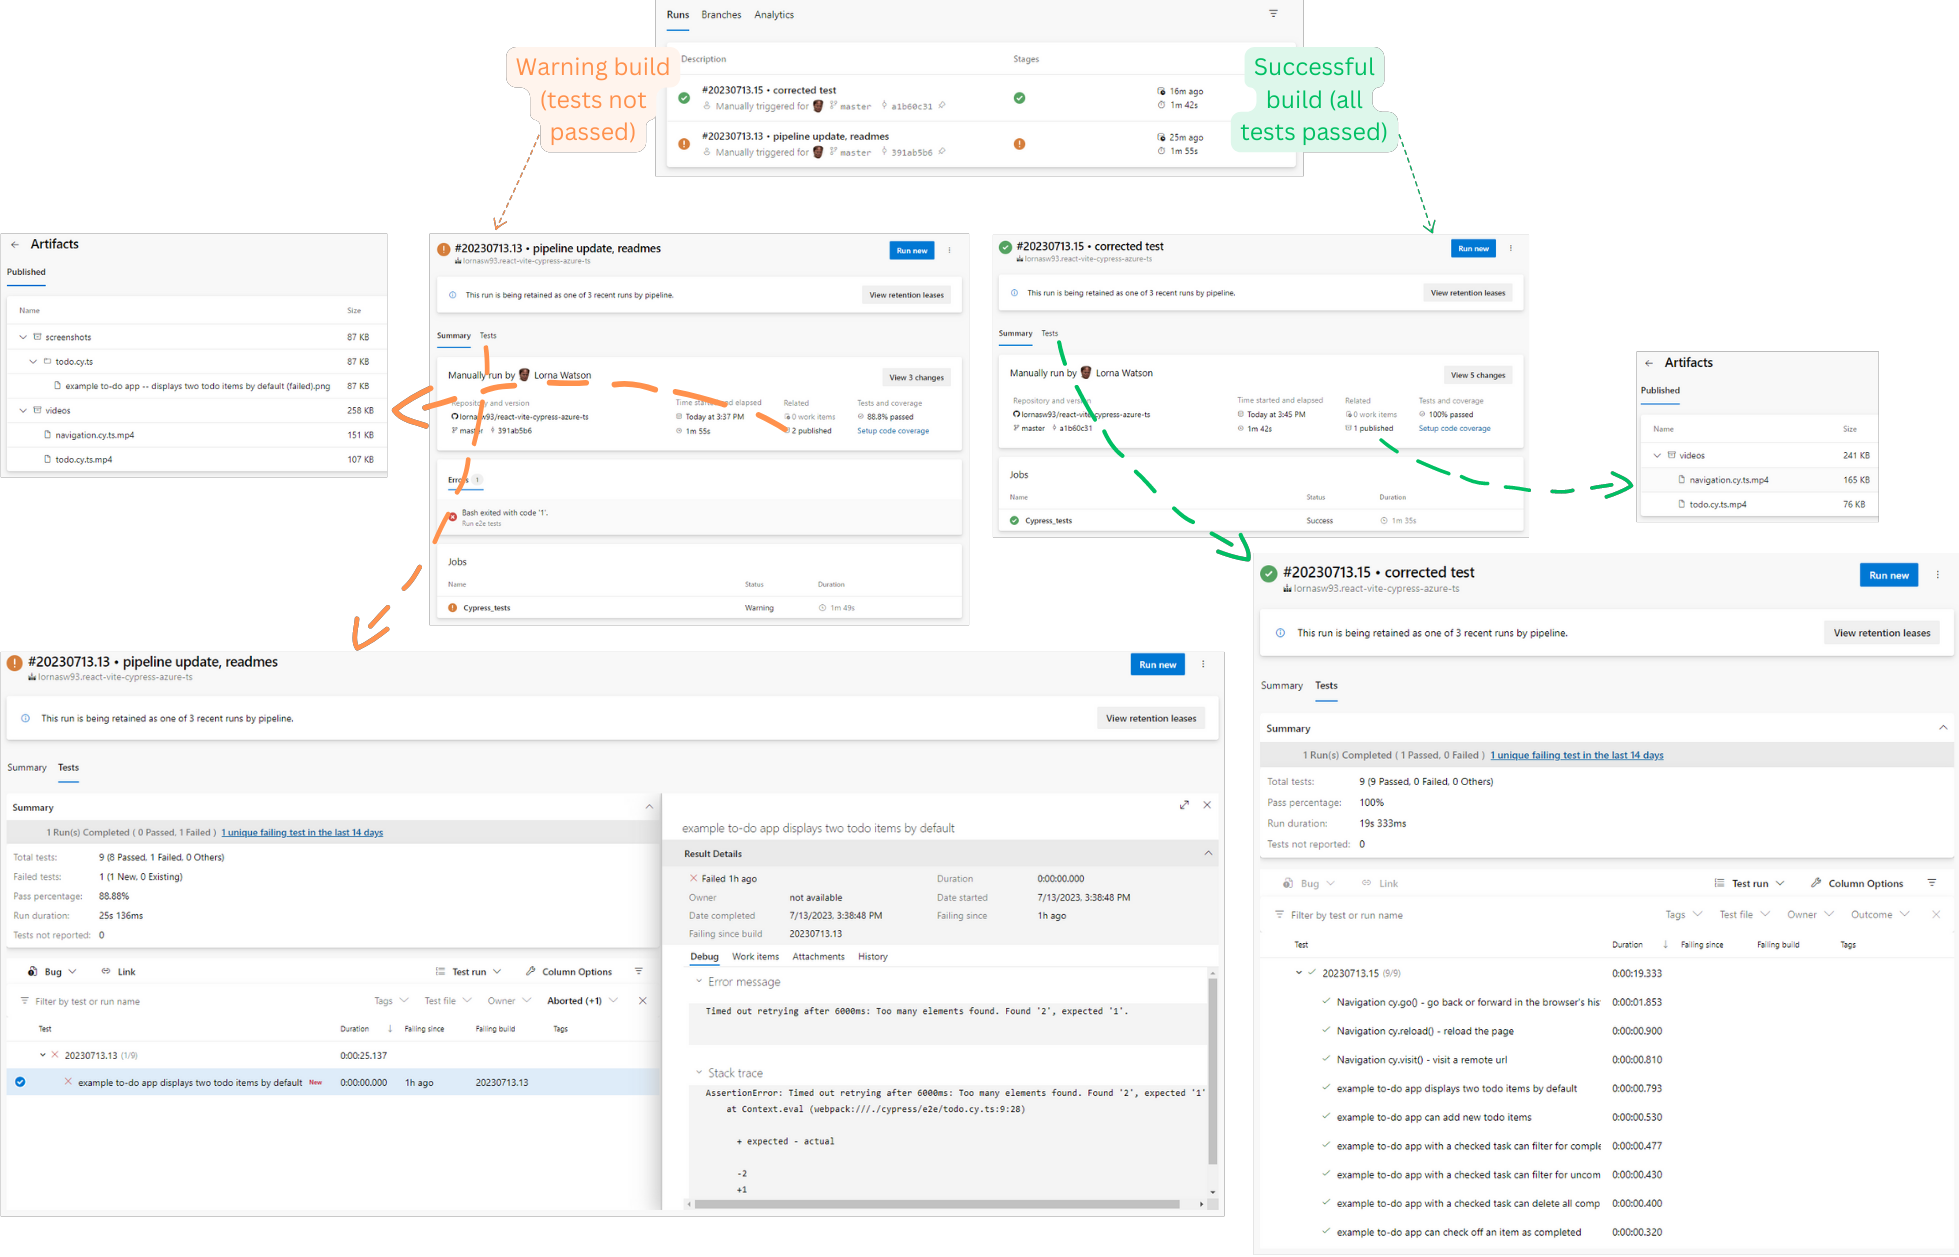 Runs Branches Analytics
Warning build
(tests not
passed)
Successful
build (all
tests passed)
Description Stages
#20230713.15 • corrected test
Manually triggered for master a1b60c31
16m ago
1m 42s
#20230713.13 • pipeline update, readmes
Manually triggered for master 391ab5b6
25m ago
1m 55s
Artifacts
Published
Name Size
screenshots 87 KB
todo.cy.ts 87 KB
example to-do app -- displays two todo items by default (failed).png 87 KB
videos 258 KB
navigation.cy.ts.mp4 151 KB
todo.cy.ts.mp4 107 KB
#20230713.13 • pipeline update, readmes
lornasw93.react-vite-cypress-azure-ts
Run new
This run is being retained as one of 3 recent runs by pipeline.
View retention leases
Summary Tests
Manually run by Lorna Watson
View 3 changes
Repository and version
lornasw93/react-vite-cypress-azure-ts
master 391ab5b6
Time started and elapsed
Today at 3:37 PM
1m 55s
Related
0 work items
2 published
Tests and coverage
88.8% passed
Setup code coverage
Errors 1
Bash exited with code '1'.
Run e2e tests
Jobs
Name Status Duration
Cypress_tests Warning 1m 49s
#20230713.15 • corrected test
lornasw93.react-vite-cypress-azure-ts
Run new
This run is being retained as one of 3 recent runs by pipeline.
View retention leases
Summary Tests
Manually run by Lorna Watson
View 5 changes
Repository and version
lornasw93/react-vite-cypress-azure-ts
master a1b60c31
Time started and elapsed
Today at 3:45 PM
1m 42s
Related
0 work items
1 published
Tests and coverage
100% passed
Setup code coverage
Jobs
Name Status Duration
Cypress_tests Success 1m 35s
Artifacts
Published
Name Size
videos 241 KB
navigation.cy.ts.mp4 165 KB
todo.cy.ts.mp4 76 KB
#20230713.13 • pipeline update, readmes
lornasw93.react-vite-cypress-azure-ts
Run new
This run is being retained as one of 3 recent runs by pipeline.
View retention leases
Summary Tests
Summary
1 Run(s) Completed ( 0 Passed, 1 Failed ) 1 unique failing test in the last 14 days
Total tests: 9 (8 Passed, 1 Failed, 0 Others)
Failed tests: 1 (1 New, 0 Existing)
Pass percentage: 88.88%
Run duration: 25s 136ms
Tests not reported: 0
Bug Link Test run Column Options
Filter by test or run name Tags Test file Owner Aborted (+1)
Test Duration Failing since Failing build Tags
20230713.13 (1/9) 0:00:25.137
example to-do app displays two todo items by default New 0:00:00.000 1h ago 20230713.13
example to-do app displays two todo items by default
Result Details
Failed 1h ago Duration 0:00:00.000
Owner not available Date started 7/13/2023, 3:38:48 PM
Date completed 7/13/2023, 3:38:48 PM Failing since 1h ago
Failing since build 20230713.13
Debug Work items Attachments History
Error message
Timed out retrying after 6000ms: Too many elements found. Found '2', expected '1'.
Stack trace
AssertionError: Timed out retrying after 6000ms: Too many elements found. Found '2', expected '1'
at Context.eval (webpack:///./cypress/e2e/todo.cy.ts:9:28)
+ expected - actual
-2
+1
#20230713.15 • corrected test
lornasw93.react-vite-cypress-azure-ts
Run new
This run is being retained as one of 3 recent runs by pipeline.
View retention leases
Summary Tests
Summary
1 Run(s) Completed ( 1 Passed, 0 Failed ) 1 unique failing test in the last 14 days
Total tests: 9 (9 Passed, 0 Failed, 0 Others)
Pass percentage: 100%
Run duration: 19s 333ms
Tests not reported: 0
Bug Link Test run Column Options
Filter by test or run name Tags Test file Owner Outcome
Test Duration Failing since Failing build Tags
20230713.15 (9/9) 0:00:19.333
Navigation cy.go() - go back or forward in the browser's his 0:00:01.853
Navigation cy.reload() - reload the page 0:00:00.900
Navigation cy.visit() - visit a remote url 0:00:00.810
example to-do app displays two todo items by default 0:00:00.793
example to-do app can add new todo items 0:00:00.530
example to-do app with a checked task can filter for comple 0:00:00.477
example to-do app with a checked task can filter for uncom 0:00:00.430
example to-do app with a checked task can delete all comp 0:00:00.400
example to-do app can check off an item as completed 0:00:00.320